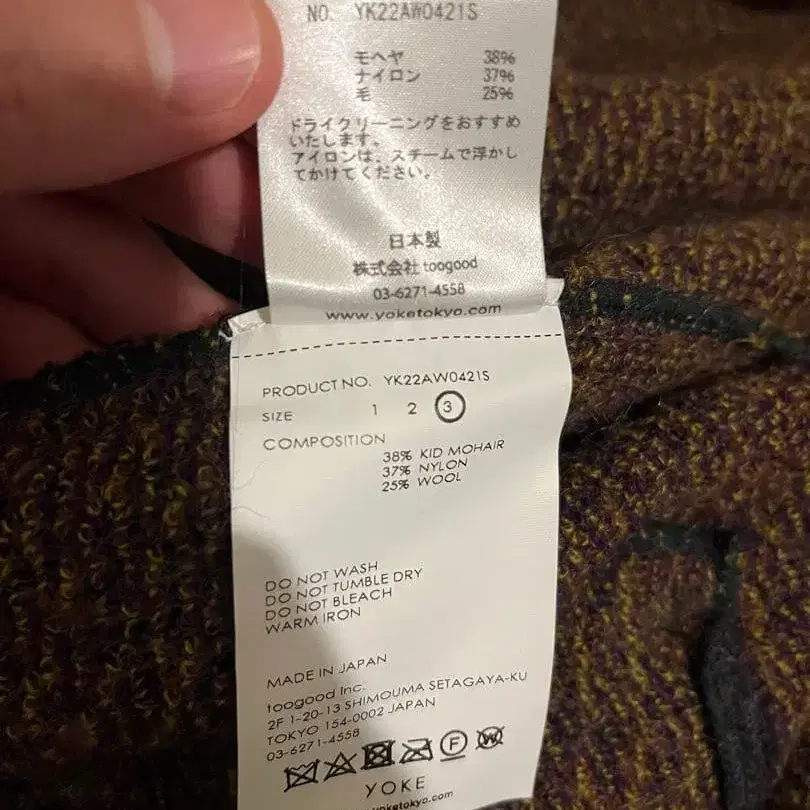 NO. YK22AW0421S
モヘヤ 38%
ナイロン 37%
毛 25%
ドライクリーニングをおすすめ
いたします。
アイロンは、スチームで浮かし
てかけてください。
日本製
株式会社 toogood
03-6271-4558
www.yoketokyo.com
PRODUCT NO. YK22AW0421S
SIZE 1 2 3
COMPOSITION
38% KID MOHAIR
37% NYLON
25% WOOL
DO NOT WASH
DO NOT TUMBLE DRY
DO NOT BLEACH
WARM IRON
MADE IN JAPAN
toogood Inc.
2F 1-20-13 SHIMOUMA SETAGAYA-KU
TOKYO 154-0002 JAPAN
03-6271-4558
F W
YOKE
www.yoketokyo.com